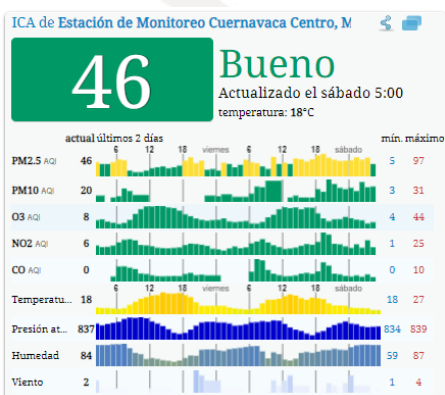 ICA de Estación de Monitoreo Cuernavaca Centro, M
46
Bueno
Actualizado el sábado 5:00
temperatura: 18°C
actual últimos 2 días mín. máximo
6 12 18 viernes 6 12 18 sábado
PM2.5 AQI 46 5 97
PM10 AQI 20 3 31
O3 AQI 8 4 44
NO2 AQI 6 1 25
CO AQI 0 0 10
6 12 18 viernes 6 12 18 sábado
Temperatu... 18 18 27
Presión at... 837 834 839
Humedad 84 59 87
Viento 2 1 4